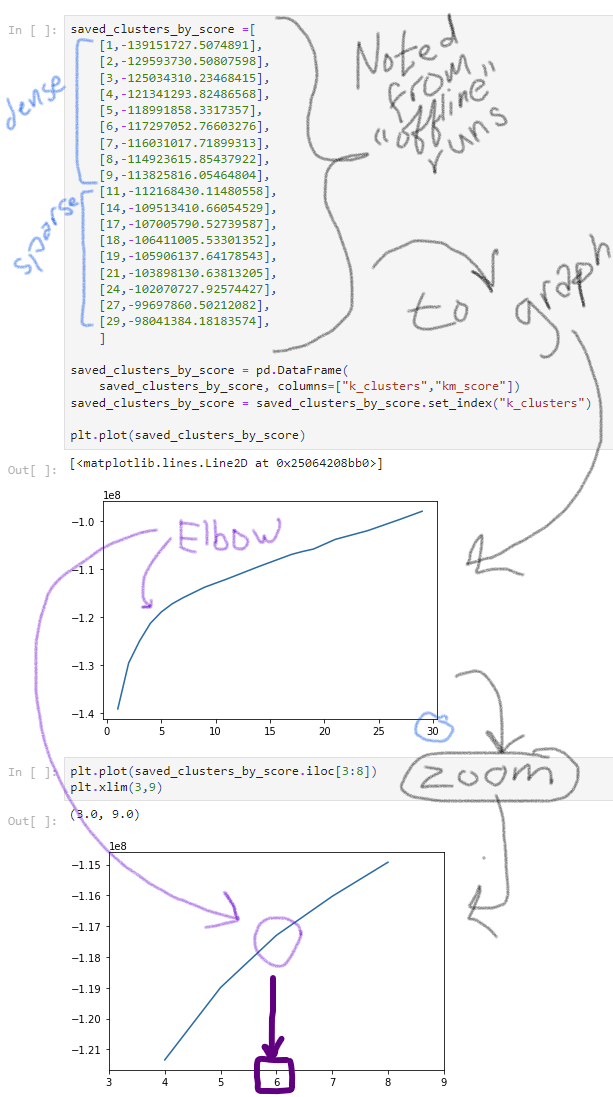 In [ ]: saved_clusters_by_score =[
[1,-139151727.5074891],
[2,-129593730.50807598],
[3,-125034310.23468415],
[4,-121341293.82486568],
[5,-118991858.3317357],
[6,-117297052.76603276],
[7,-116031017.71899313],
[8,-114923615.85437922],
[9,-113825816.05464804],
[11,-112168430.11480558],
[14,-109513410.66054529],
[17,-107005790.52739587],
[18,-106411005.53301352],
[19,-105906137.64178543],
[21,-103898130.63813205],
[24,-102070727.92574427],
[27,-99697860.50212082],
[29,-98041384.18183574],
]
dense
sparse
Noted
from
"offline"
runs
to graph
saved_clusters_by_score = pd.DataFrame(
saved_clusters_by_score, columns=["k_clusters","km_score"])
saved_clusters_by_score = saved_clusters_by_score.set_index("k_clusters")
plt.plot(saved_clusters_by_score)
Out[ ]: [<matplotlib.lines.Line2D at 0x25064208bb0>]
1e8
Elbow
−1.0
−1.1
−1.2
−1.3
−1.4
0 5 10 15 20 25 30
In [ ]: plt.plot(saved_clusters_by_score.iloc[3:8])
plt.xlim(3,9)
zoom
Out[ ]: (3.0, 9.0)
1e8
−1.15
−1.16
−1.17
−1.18
−1.19
−1.20
−1.21
3 4 5 6 7 8 9